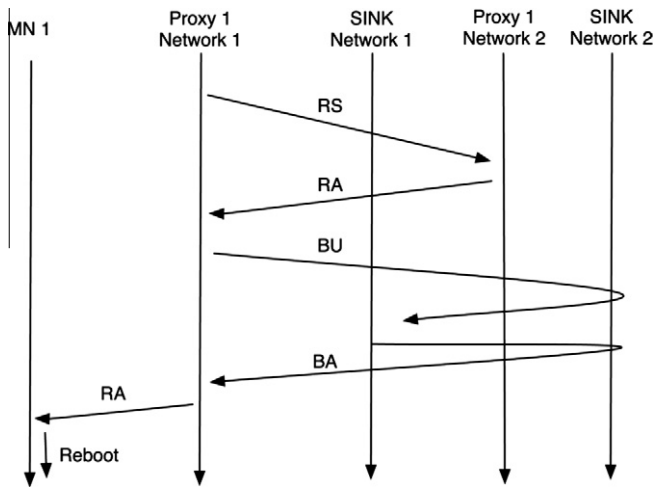 MN 1
Proxy 1
Network 1
SINK
Network 1
Proxy 1
Network 2
SINK
Network 2
RS
RA
BU
BA
RA
Reboot